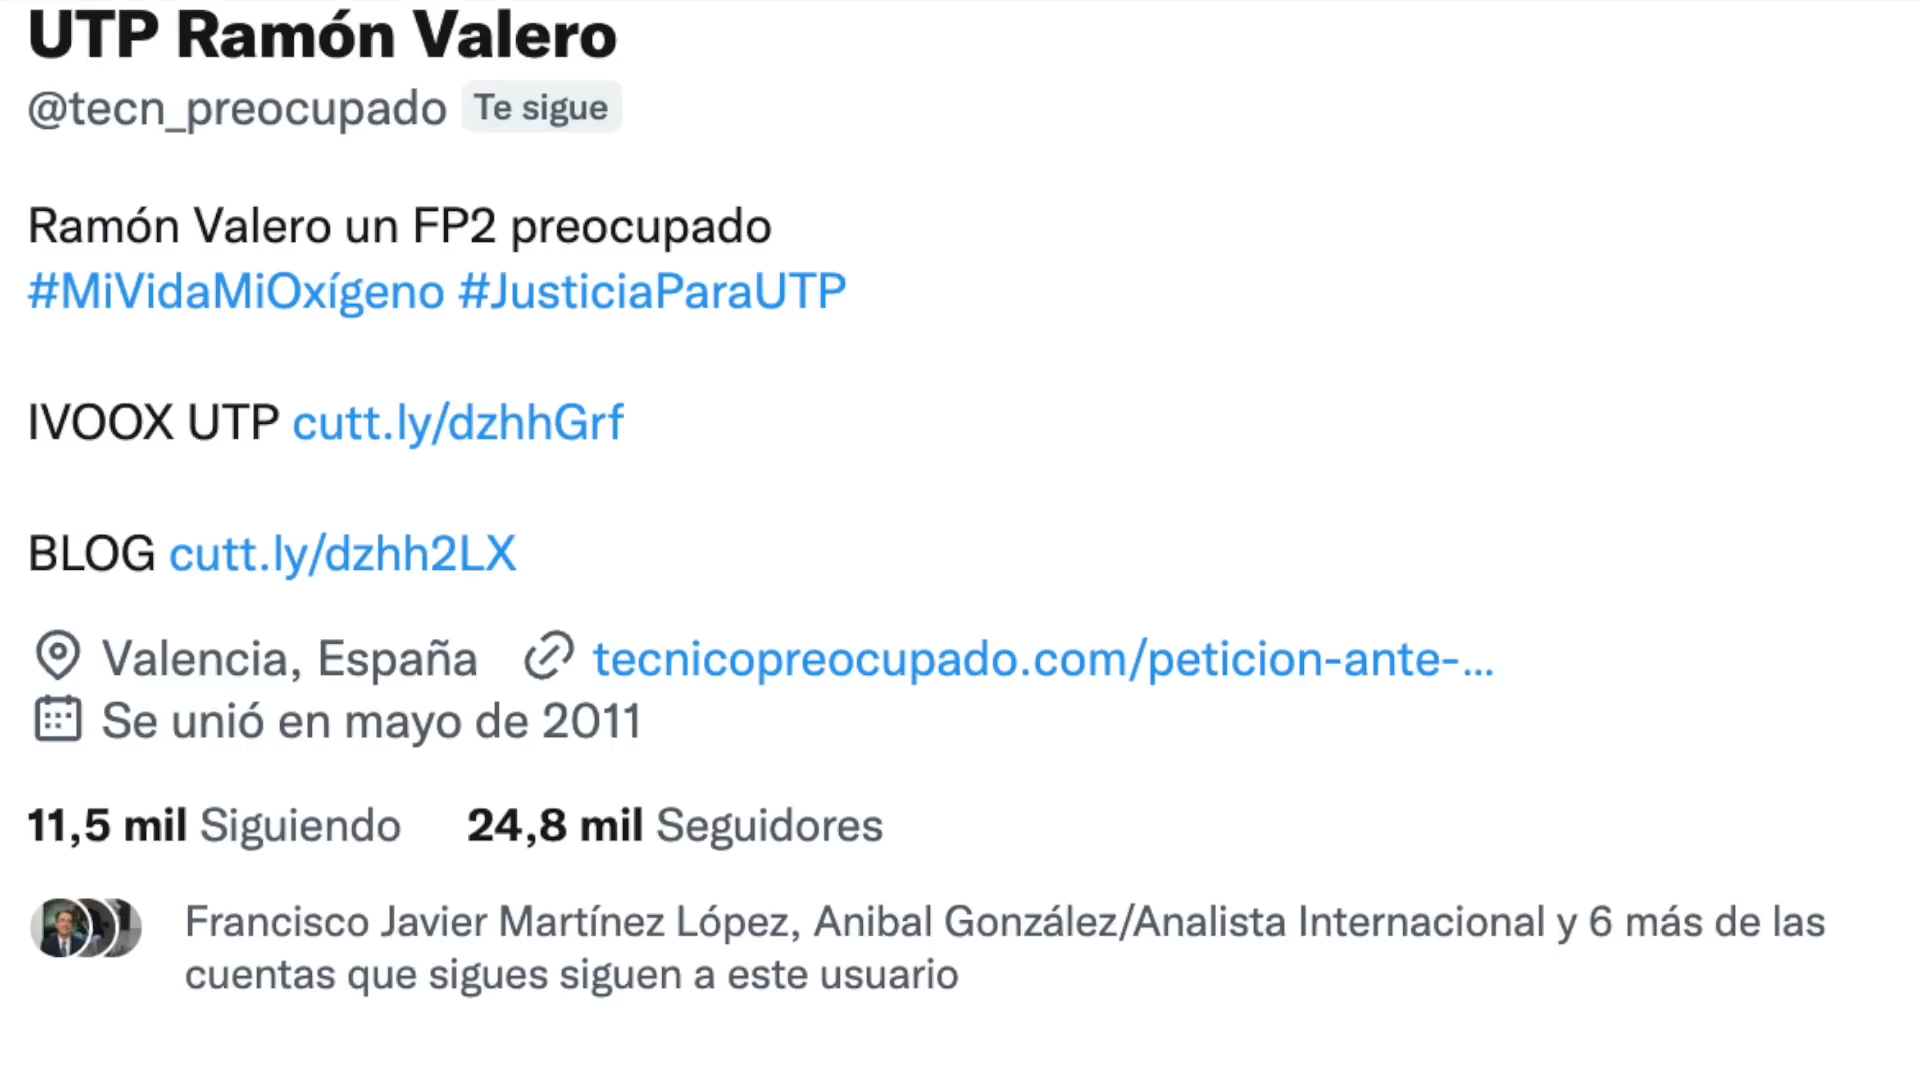 UTP Ramón Valero
@tecn_preocupado Te sigue
Ramón Valero un FP2 preocupado
#MiVidaMiOxígeno #JusticiaParaUTP
IVOOX UTP cutt.ly/dzhhGrf
BLOG cutt.ly/dzhh2LX
Valencia, España tecnicopreocupado.com/peticion-ante-...
Se unió en mayo de 2011
11,5 mil Siguiendo 24,8 mil Seguidores
Francisco Javier Martínez López, Anibal González/Analista Internacional y 6 más de las
cuentas que sigues siguen a este usuario